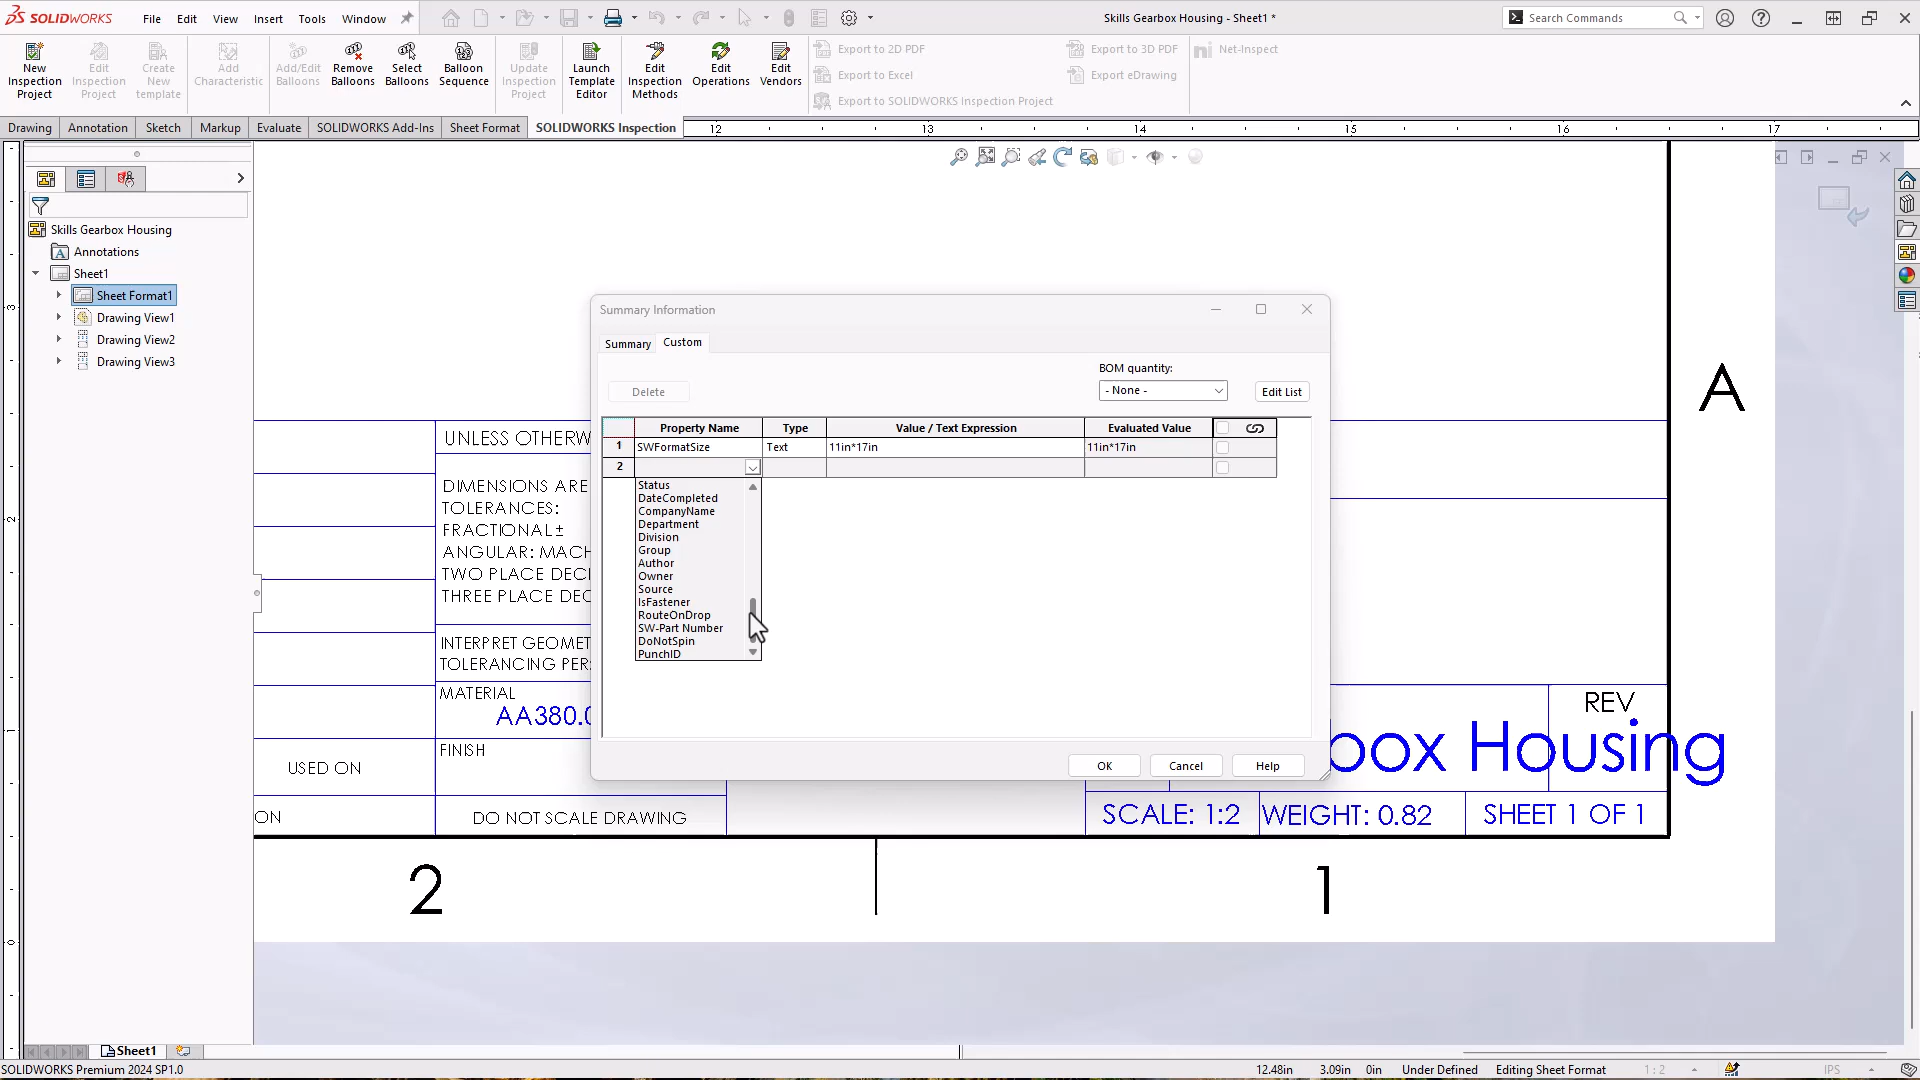 SOLIDWORKS File Edit View Insert Tools Window
Skills Gearbox Housing - Sheet1 *
Search Commands
New Inspection Project
Edit Inspection Project
Create New template
Add Characteristic
Add/Edit Balloons
Remove Balloons
Select Balloons
Balloon Sequence
Update Inspection Project
Launch Template Editor
Edit Inspection Methods
Edit Operations
Edit Vendors
Export to 2D PDF
Export to Excel
Export to SOLIDWORKS Inspection Project
Export to 3D PDF
Export eDrawing
Net-Inspect
Drawing Annotation Sketch Markup Evaluate SOLIDWORKS Add-Ins Sheet Format SOLIDWORKS Inspection
12 13 14 15 16 17
Skills Gearbox Housing
Annotations
Sheet1
Sheet Format1
Drawing View1
Drawing View2
Drawing View3
3
2
1
0
Summary Information
Summary Custom
BOM quantity:
Delete
- None -
Edit List
Property Name Type Value / Text Expression Evaluated Value
1 SWFormatSize Text 11in*17in 11in*17in
2
Status
DateCompleted
CompanyName
Department
Division
Group
Author
Owner
Source
IsFastener
RouteOnDrop
SW-Part Number
DoNotSpin
PunchID
OK Cancel Help
UNLESS OTHERW
DIMENSIONS ARE
TOLERANCES:
FRACTIONAL±
ANGULAR: MACH
TWO PLACE DECI
THREE PLACE DEC
INTERPRET GEOMET
TOLERANCING PER:
MATERIAL
AA380.0
FINISH
USED ON
ON
DO NOT SCALE DRAWING
A
REV
box Housing
SCALE: 1:2
WEIGHT: 0.82
SHEET 1 OF 1
2
1
Sheet1
SOLIDWORKS Premium 2024 SP1.0
12.48in 3.09in 0in Under Defined Editing Sheet Format 1 : 2 IPS